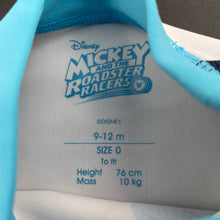 Disney
MICKEY
AND THE
ROADSTER
RACERS
©DISNEY
9-12 m
SIZE 0
To fit
Height 76 cm
Mass 10 kg